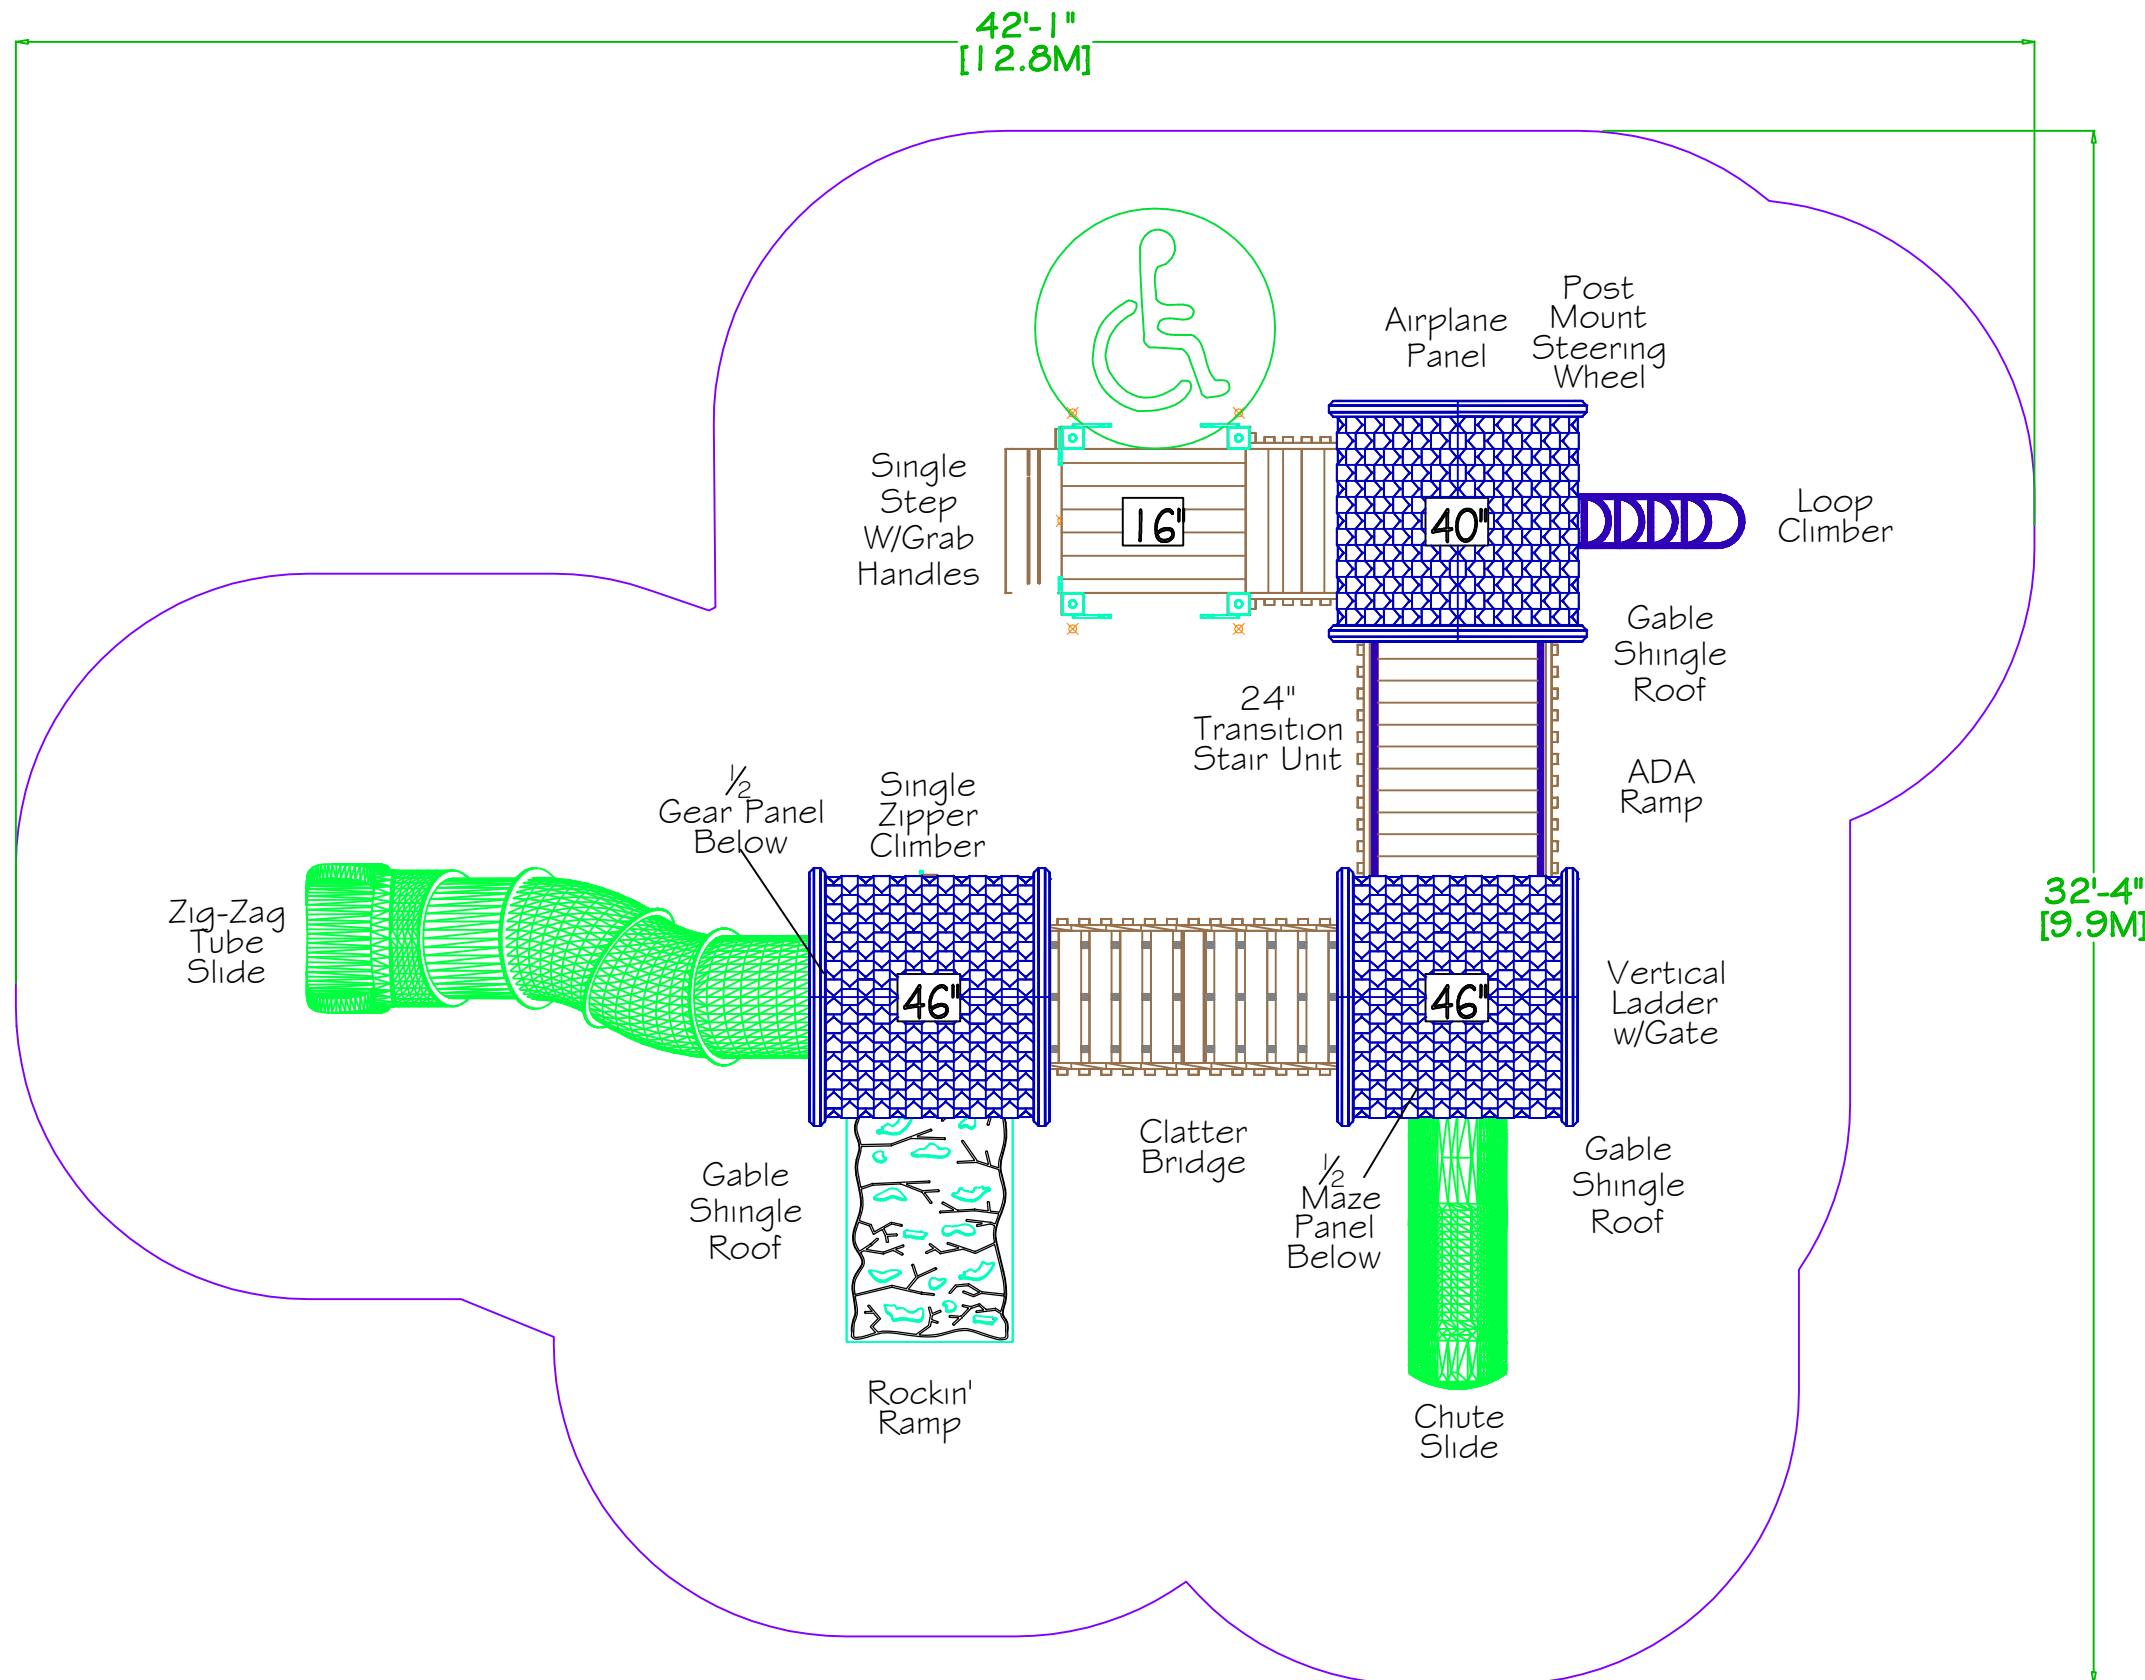 42'-1"
[12.8M]
Post
Mount
Steering
Wheel
Airplane
Panel
Single
Step
W/Grab
Handles
16"
40"
Loop
Climber
Gable
Shingle
Roof
24"
Transition
Stair Unit
ADA
Ramp
1/2
Gear Panel
Below
Single
Zipper
Climber
32'-4"
[9.9M]
Zig-Zag
Tube
Slide
46"
46"
Vertical
Ladder
w/Gate
Clatter
Bridge
Gable
Shingle
Roof
1/2
Maze
Panel
Below
Gable
Shingle
Roof
Rockin'
Ramp
Chute
Slide